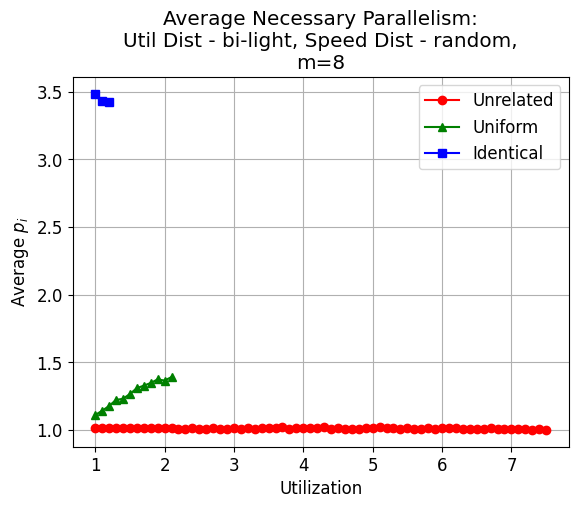 Average Necessary Parallelism:
Util Dist - bi-light, Speed Dist - random,
m=8
Unrelated
Uniform
Identical
Average $p_i$
3.5
3.0
2.5
2.0
1.5
1.0
1 2 3 4 5 6 7
Utilization